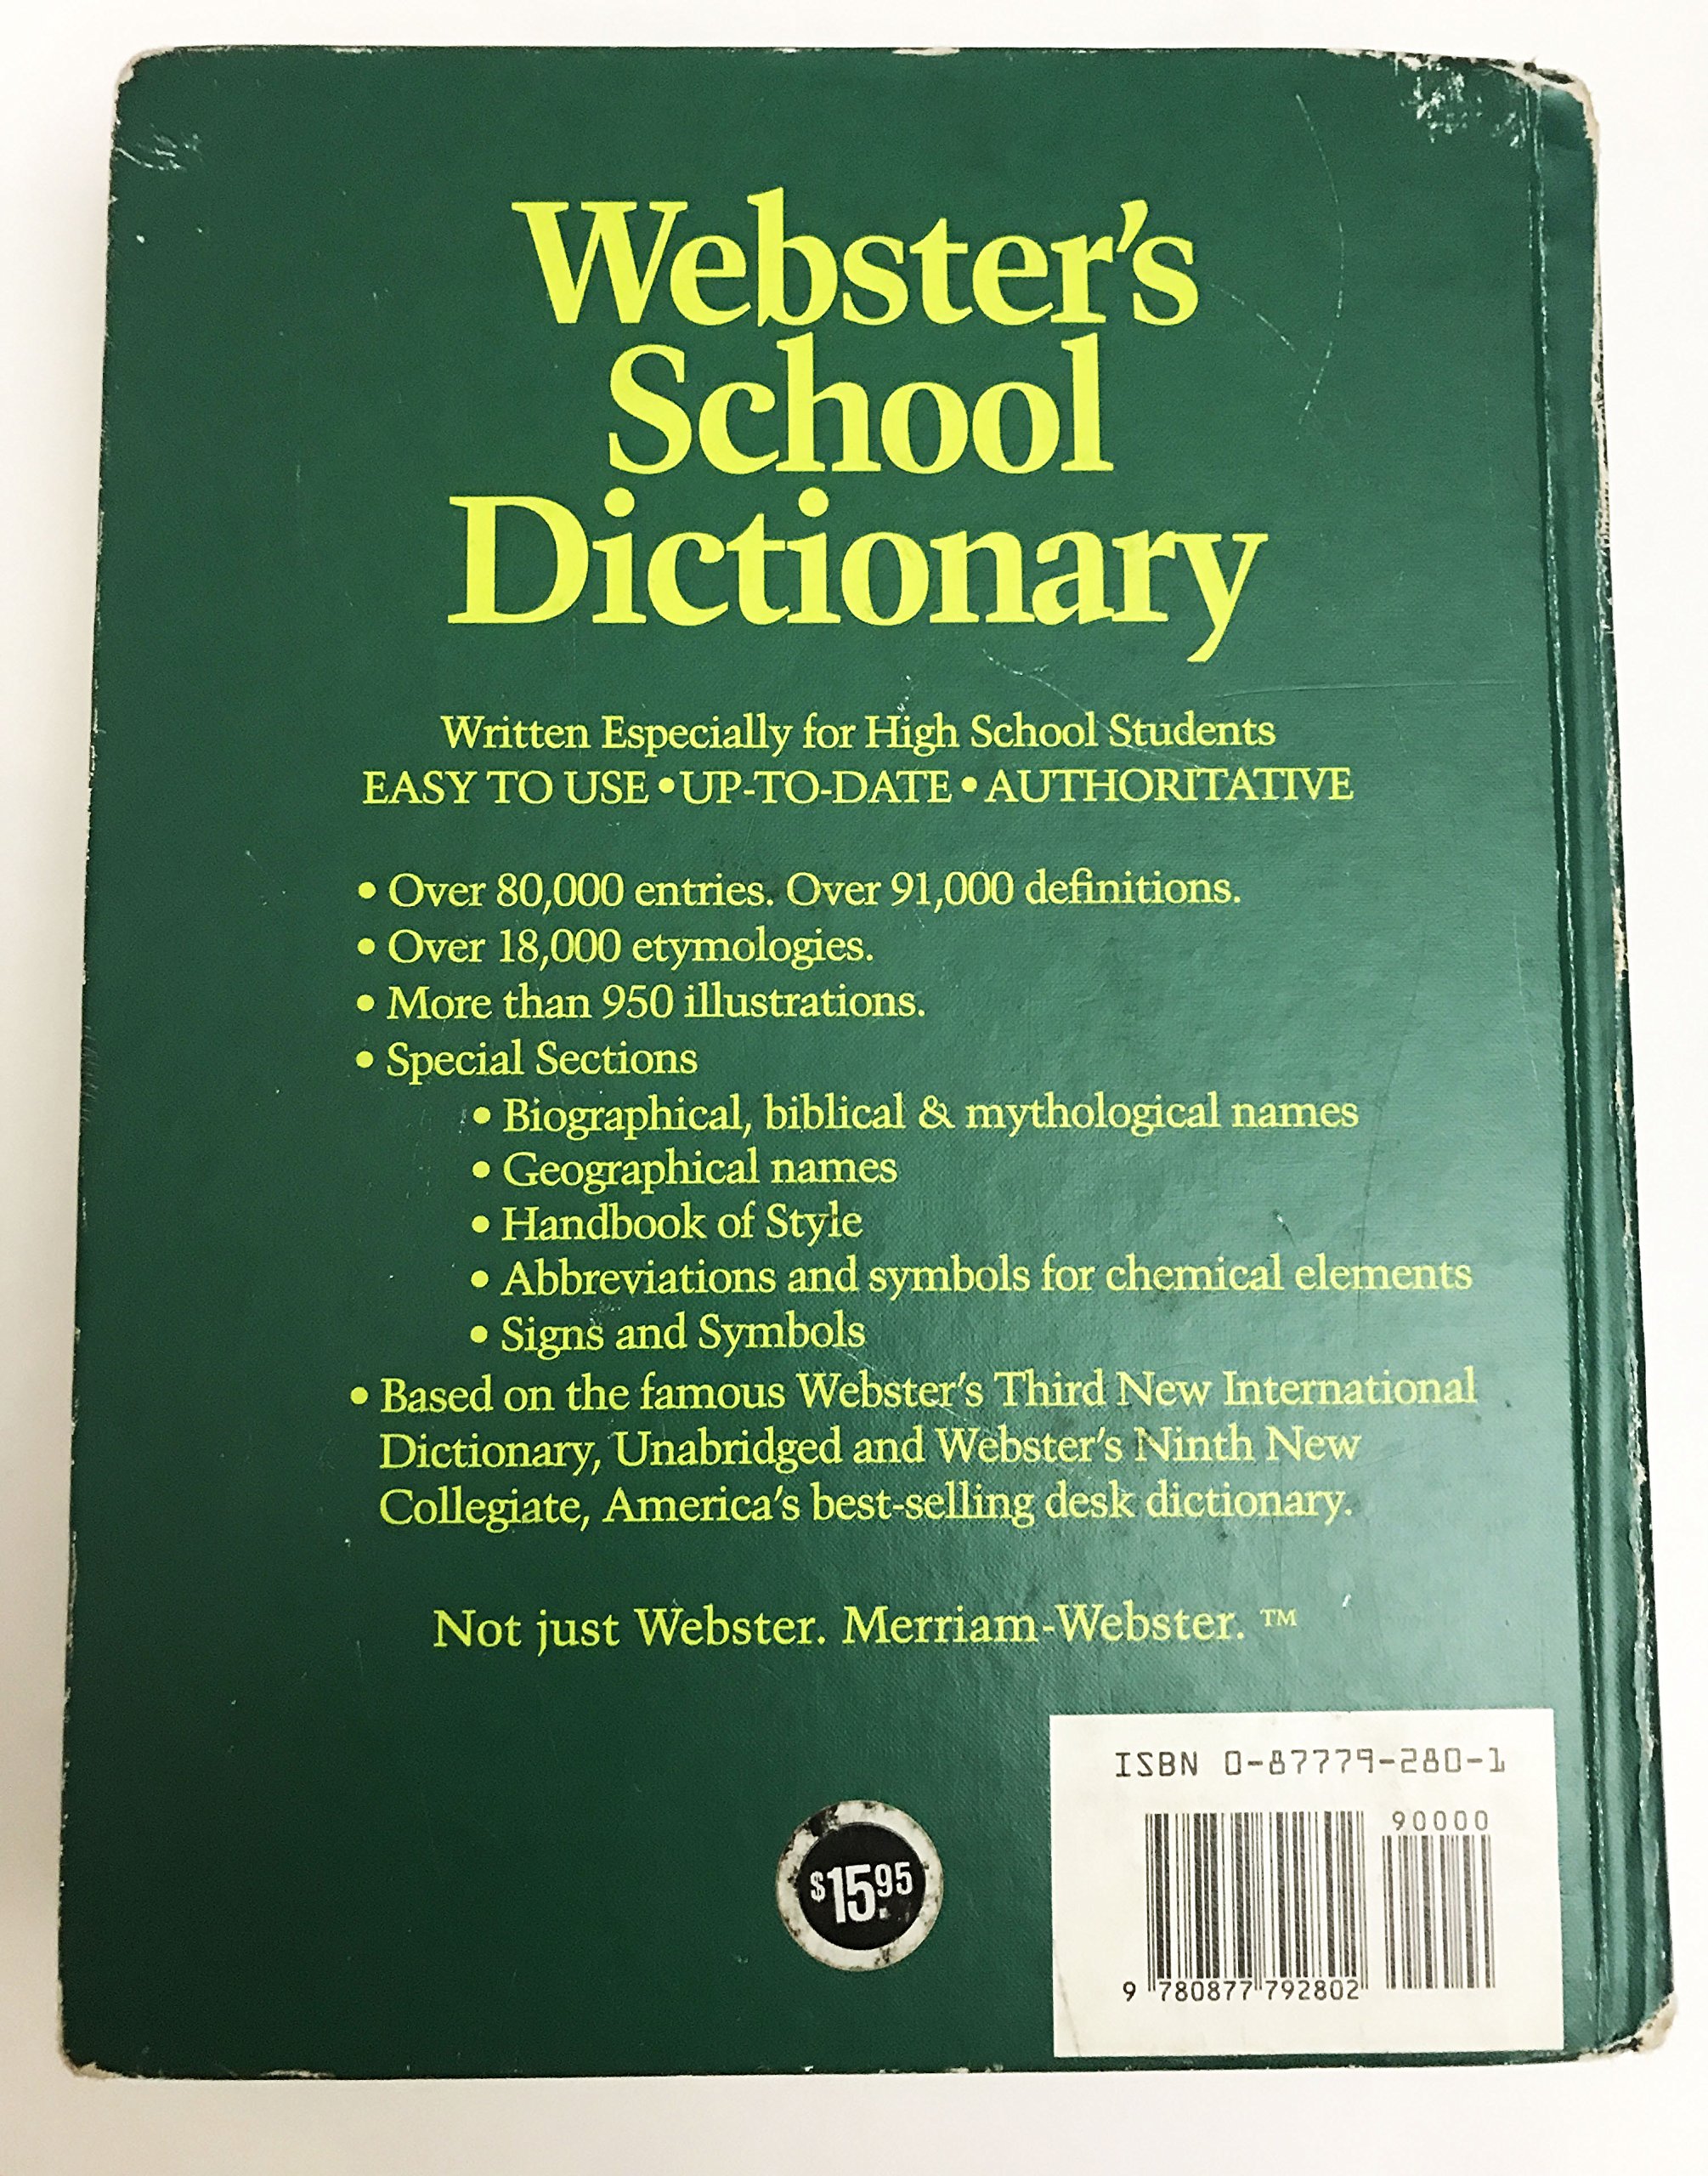 Webster's
School
Dictionary
Written Especially for High School Students
EASY TO USE • UP-TO-DATE • AUTHORITATIVE
• Over 80,000 entries. Over 91,000 definitions.
• Over 18,000 etymologies.
• More than 950 illustrations.
• Special Sections
• Biographical, biblical & mythological names
• Geographical names
• Handbook of Style
• Abbreviations and symbols for chemical elements
• Signs and Symbols
• Based on the famous Webster's Third New International
Dictionary, Unabridged and Webster's Ninth New
Collegiate, America's best-selling desk dictionary.
Not just Webster. Merriam-Webster. ™
$15.95
ISBN 0-87779-280-1
90000
9 780877 792802